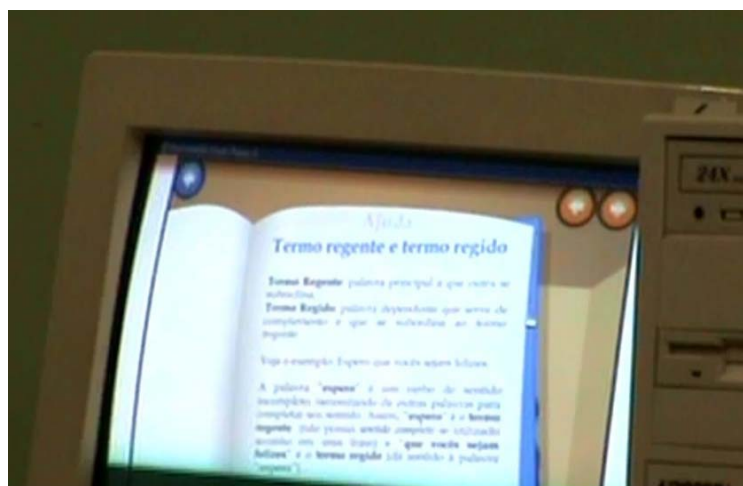 Ajuda
Termo regente e termo regido
Termo Regente: palavra principal a que outra se
subordina.
Termo Regido: palavra dependente que serve de
complemento e que se subordina ao termo
regente.
Veja o exemplo: Espero que vocês sejam felizes.
A palavra "espero" é um verbo de sentido
incompleto, necessitando de outras palavras para
completar seu sentido. Assim, "espero" é o termo
regente (não possui sentido completo se utilizado
sozinho em uma frase) e "que vocês sejam
felizes" é o termo regido (dá sentido à palavra
"espero").
24X